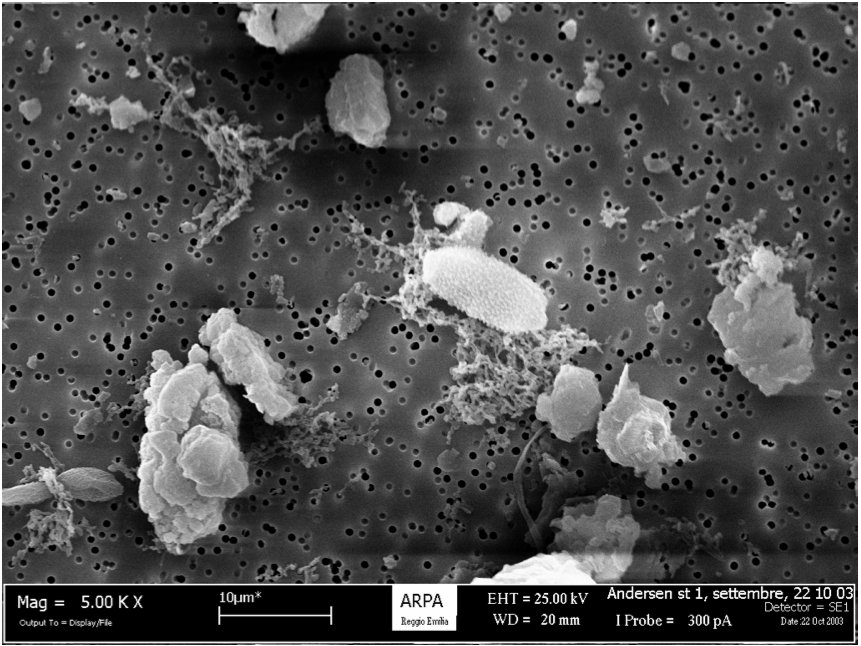 Mag = 5.00 K X
Output To = Display/File
10µm*
ARPA
Reggio Emilia
EHT = 25.00 kV
WD = 20 mm
Andersen st 1, settembre, 22 10 03
Detector = SE1
I Probe = 300 pA
Date :22 Oct 2003